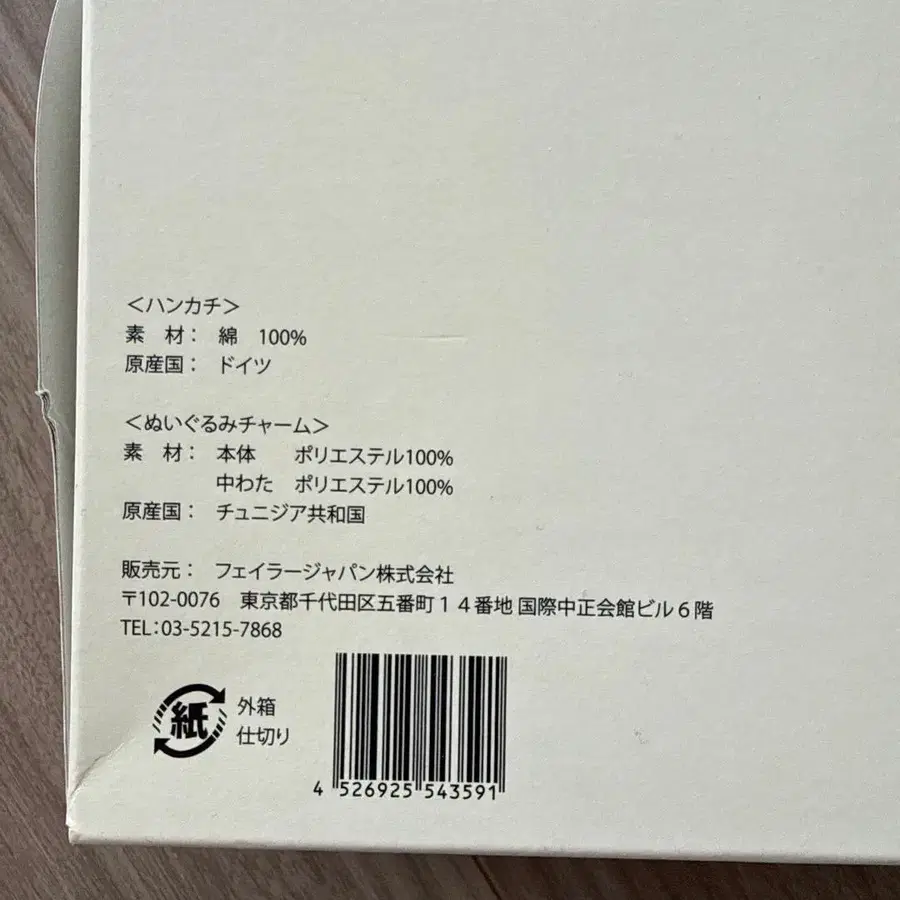 ＜ハンカチ＞
素　材：　綿　100%
原産国：　ドイツ
＜ぬいぐるみチャーム＞
素　材：　本体　　ポリエステル100%
中わた　ポリエステル100%
原産国：　チュニジア共和国
販売元：　フェイラージャパン株式会社
〒102-0076　東京都千代田区五番町１４番地 国際中正会館ビル６階
TEL：03-5215-7868
紙
外箱
仕切り
4 526925 543591